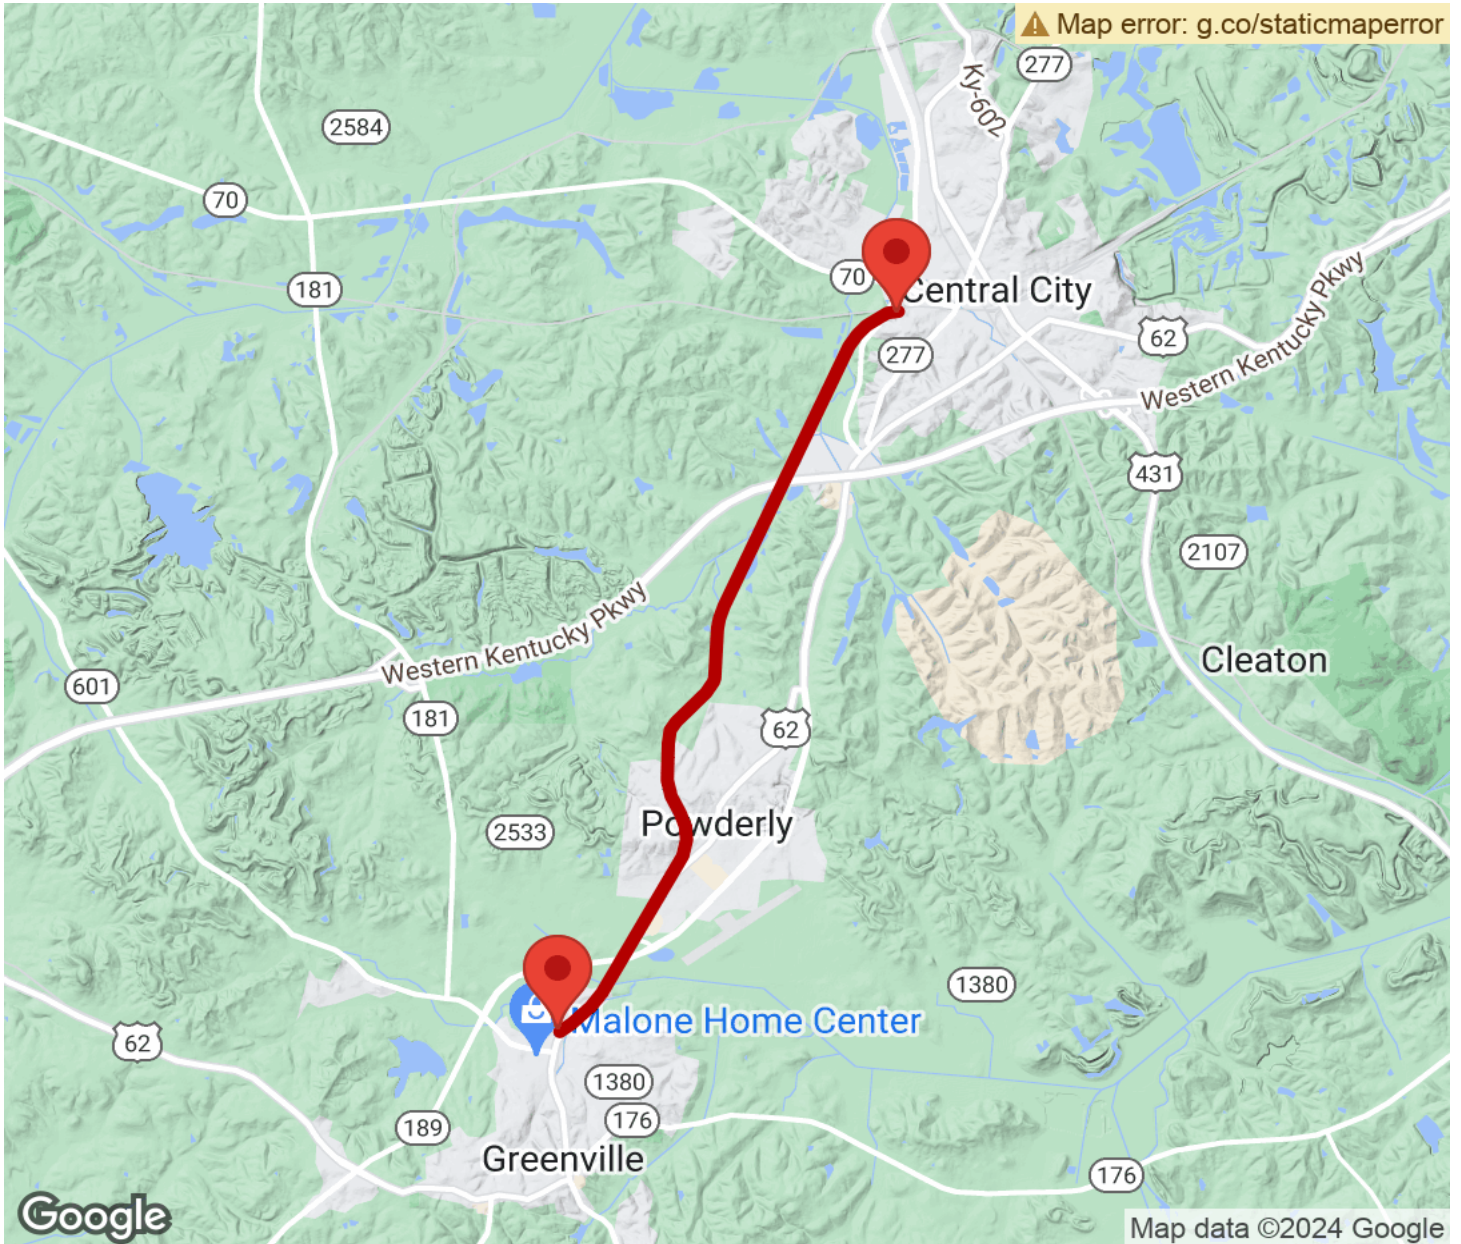 Map error: g.co/staticmaperror
277
Ky-602
2584
70
70
Central City
181
62
277
Western Kentucky Pkwy
431
2107
Western Kentucky Pkwy
Cleaton
601
181
62
Powderly
2533
1380
Malone Home Center
62
1380
176
189
Greenville
176
Google
Map data ©2024 Google